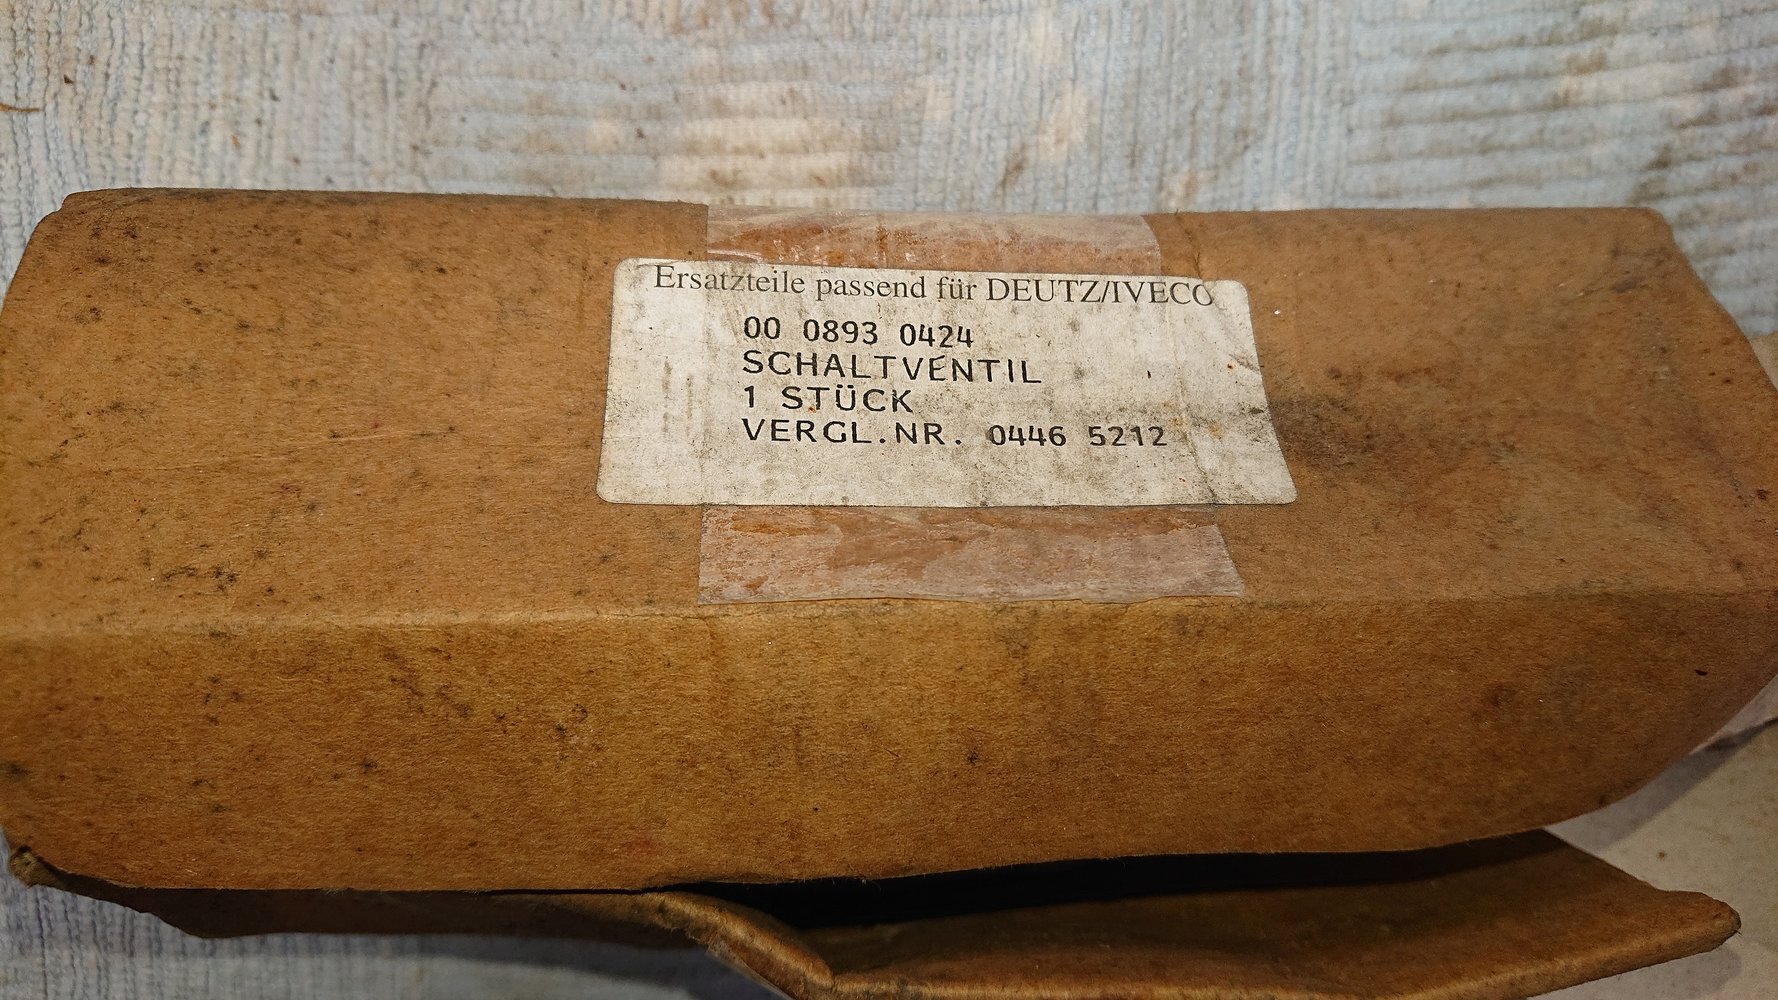 Ersatzteile passend für DEUTZ/IVECO
00 0893 0424
SCHALTVENTIL
1 STÜCK
VERGL.NR. 0446 5212